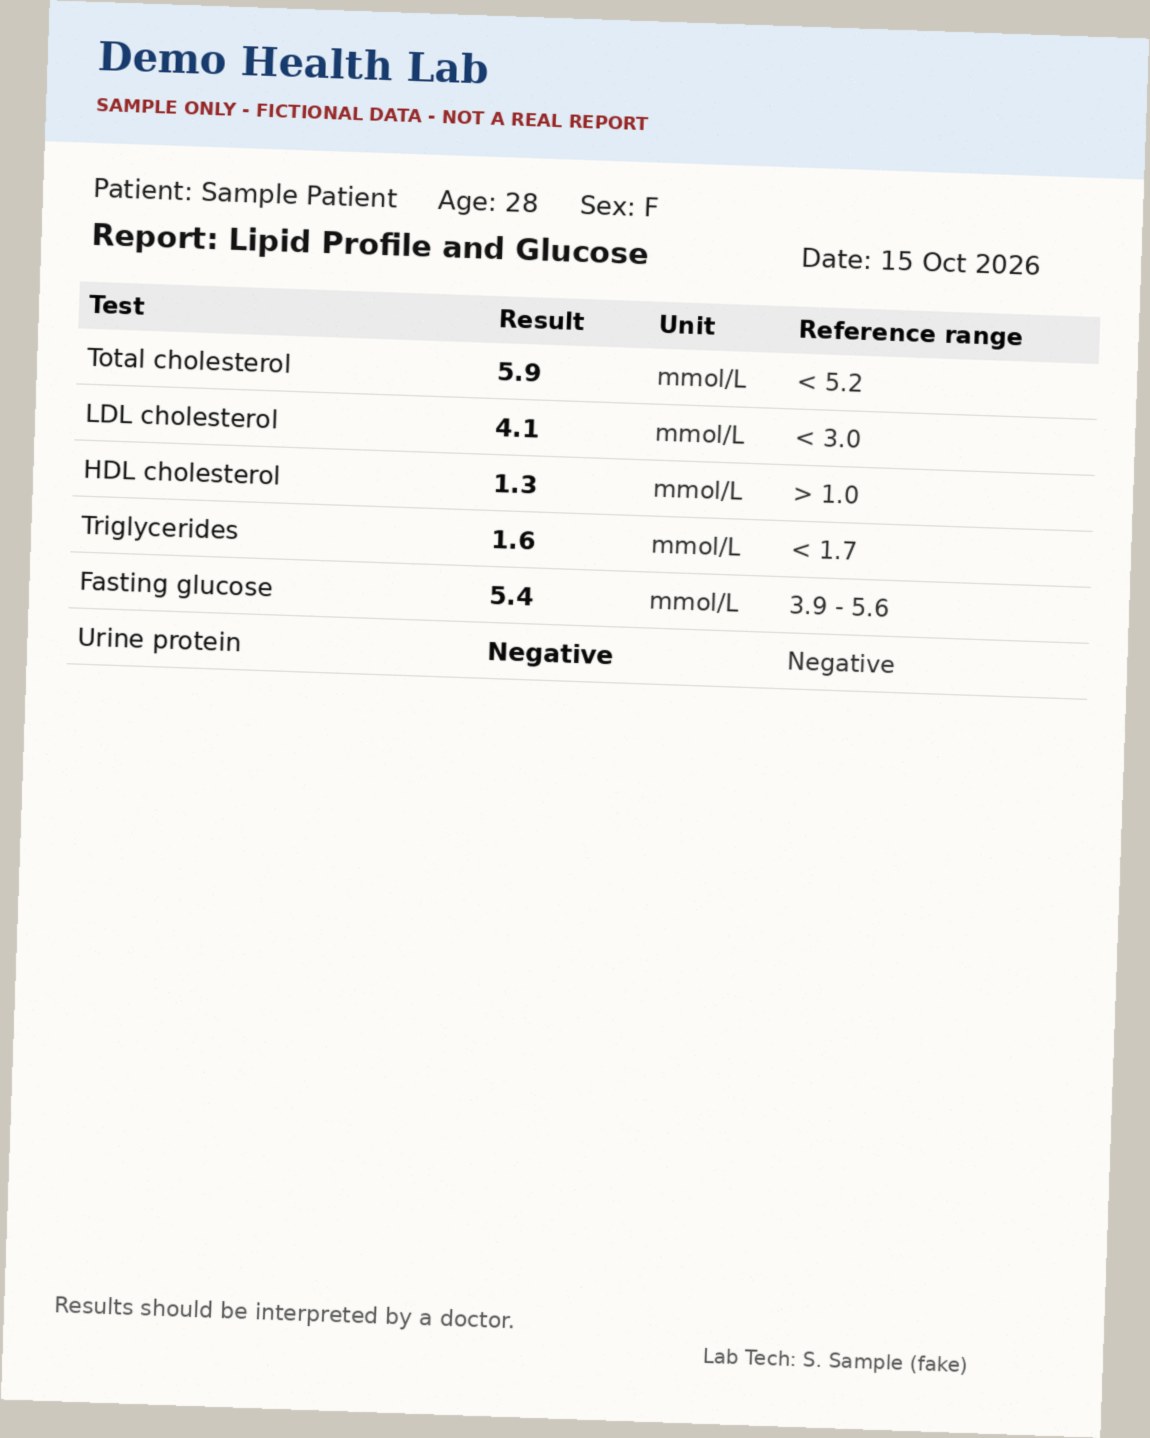 Demo Health Lab
SAMPLE ONLY - FICTIONAL DATA - NOT A REAL REPORT
Patient: Sample Patient Age: 28 Sex: F
Report: Lipid Profile and Glucose Date: 15 Oct 2026
Test Result Unit Reference range
Total cholesterol 5.9 mmol/L < 5.2
LDL cholesterol 4.1 mmol/L < 3.0
HDL cholesterol 1.3 mmol/L > 1.0
Triglycerides 1.6 mmol/L < 1.7
Fasting glucose 5.4 mmol/L 3.9 - 5.6
Urine protein Negative Negative
Results should be interpreted by a doctor.
Lab Tech: S. Sample (fake)